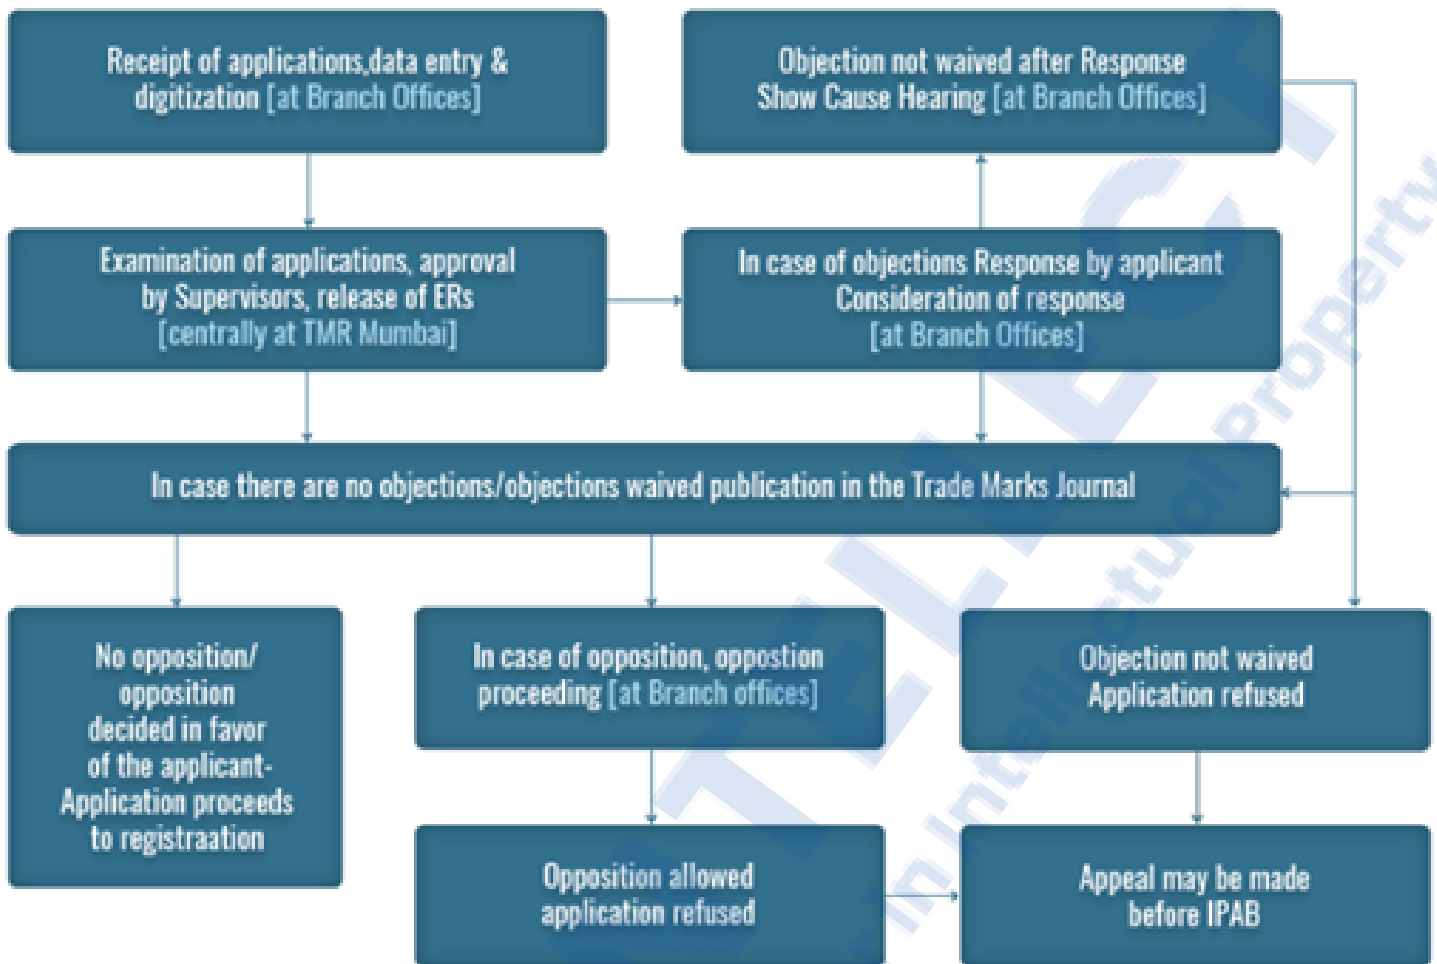 Receipt of applications,data entry &
digitization [at Branch Offices]
Objection not waived after Response
Show Cause Hearing [at Branch Offices]
Examination of applications, approval
by Supervisors, release of ERs
[centrally at TMR Mumbai]
In case of objections Response by applicant
Consideration of response
[at Branch Offices]
In case there are no objections/objections waived publication in the Trade Marks Journal
No opposition/
opposition
decided in favor
of the applicant-
Application proceeds
to registraation
In case of opposition, oppostion
proceeding [at Branch offices]
Objection not waived
Application refused
Opposition allowed
application refused
Appeal may be made
before IPAB
TELLECT
in Intellectual Property